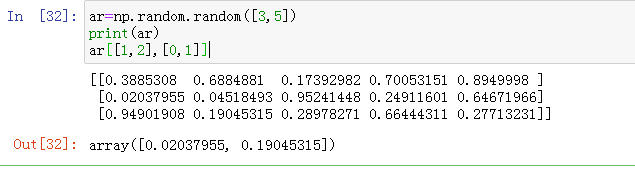 In [32]: ar=np.random.random([3,5])
print(ar)
ar[[1,2],[0,1]]
[[0.3885308  0.6884881  0.17392982 0.70053151 0.8949998 ]
 [0.02037955 0.04518493 0.95241448 0.24911601 0.64671966]
 [0.94901908 0.19045315 0.28978271 0.66444311 0.27713231]]
Out[32]: array([0.02037955, 0.19045315])